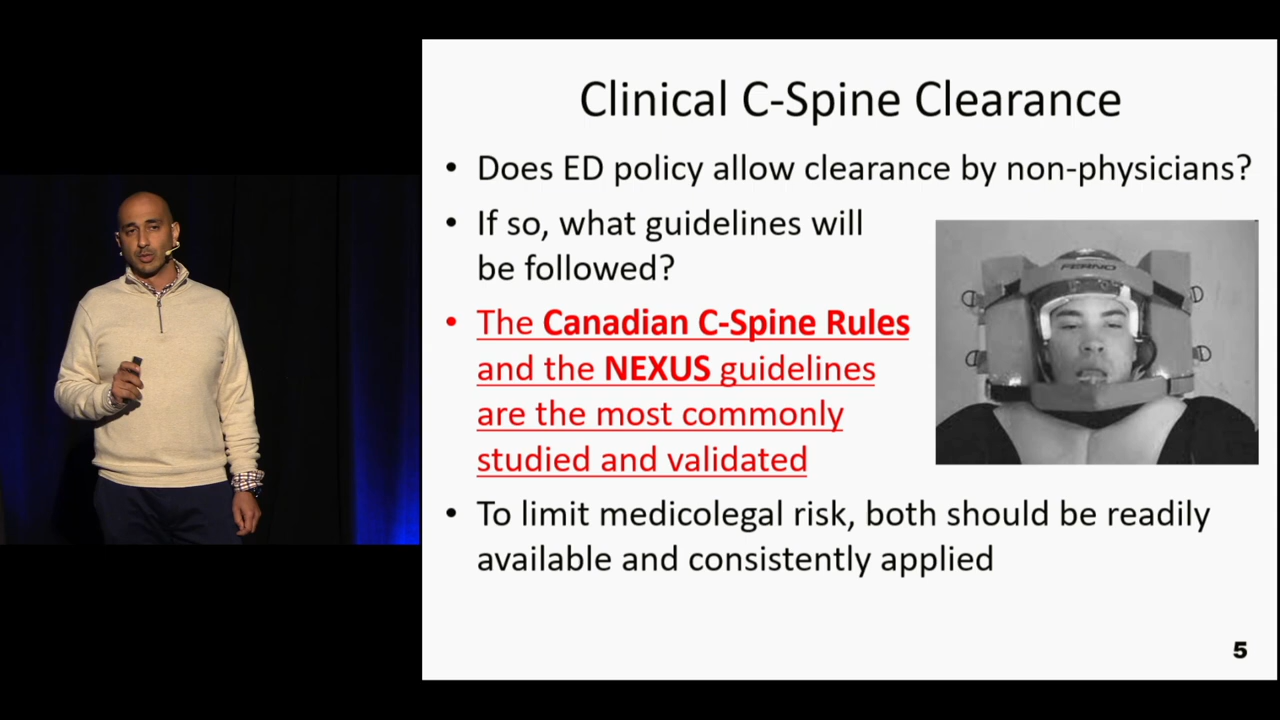 Clinical C-Spine Clearance
• Does ED policy allow clearance by non-physicians?
• If so, what guidelines will
be followed?
• The Canadian C-Spine Rules
and the NEXUS guidelines
are the most commonly
studied and validated
• To limit medicolegal risk, both should be readily
available and consistently applied
FERNO
5